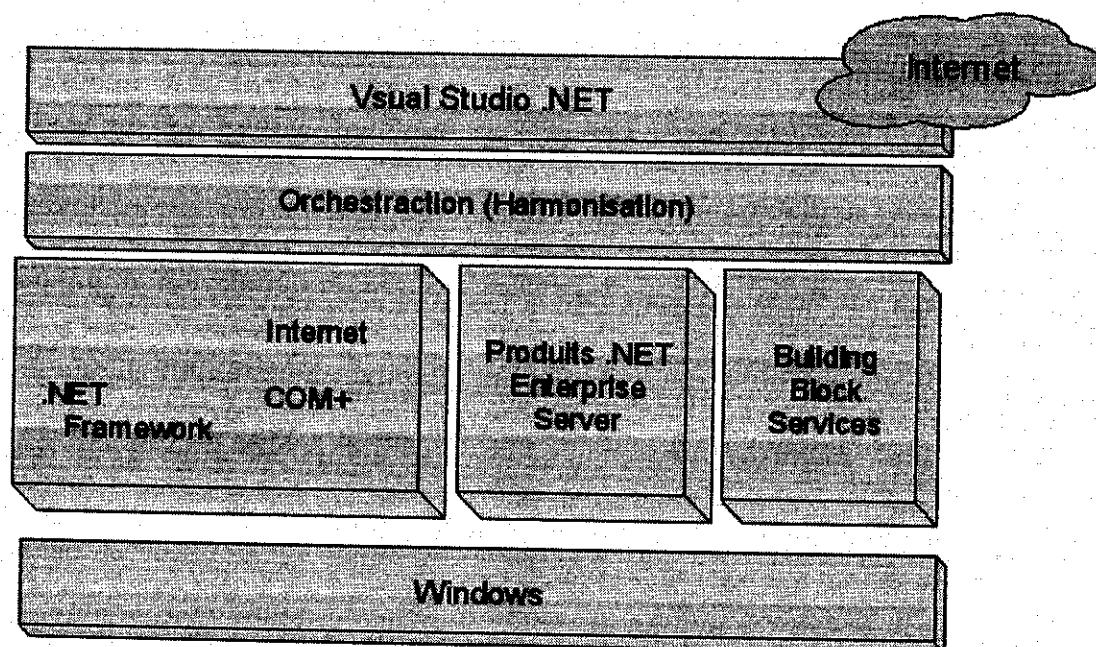 Internet
Vsual Studio .NET
Orchestraction (Harmonisation)
Internet
.NET
Framework
COM+
Produits .NET
Enterprise
Server
Building
Block
Services
Windows